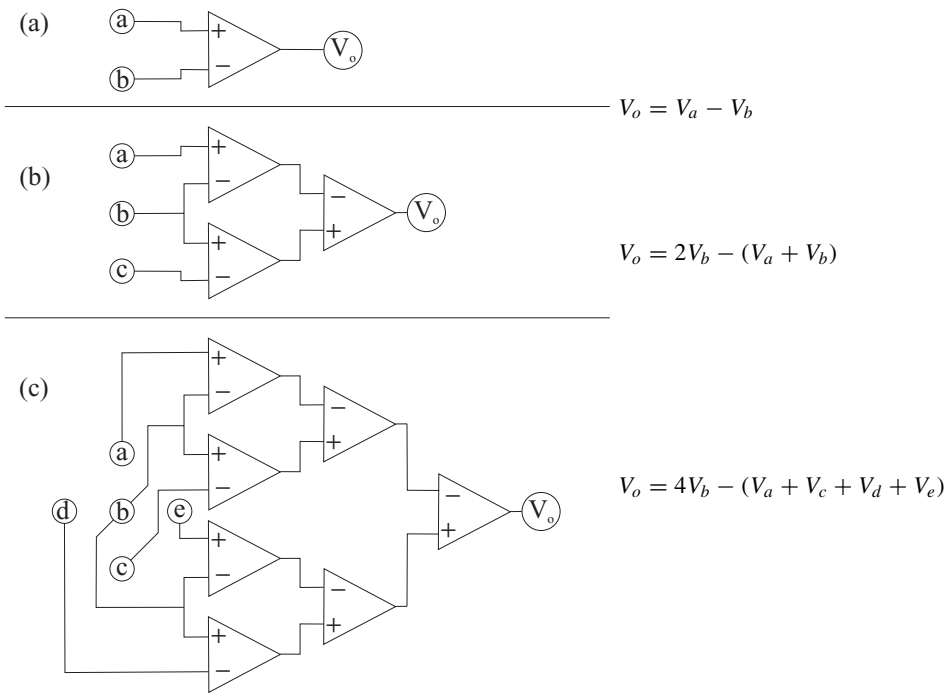 (a)
a
+
b
−
V_o
V_o = V_a − V_b
(b)
a
+
−
b
+
c
−
−
+
V_o
V_o = 2V_b − (V_a + V_b)
(c)
+
−
a
+
−
−
+
d
b
e
c
+
−
+
−
−
+
−
+
V_o
V_o = 4V_b − (V_a + V_c + V_d + V_e)